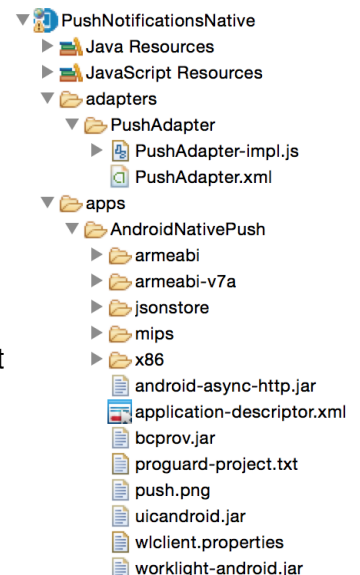 PushNotificationsNative
Java Resources
JavaScript Resources
adapters
PushAdapter
PushAdapter-impl.js
PushAdapter.xml
apps
AndroidNativePush
armeabi
armeabi-v7a
jsonstore
mips
t
x86
android-async-http.jar
application-descriptor.xml
bcprov.jar
proguard-project.txt
push.png
uicandroid.jar
wlclient.properties
worklight-android.jar